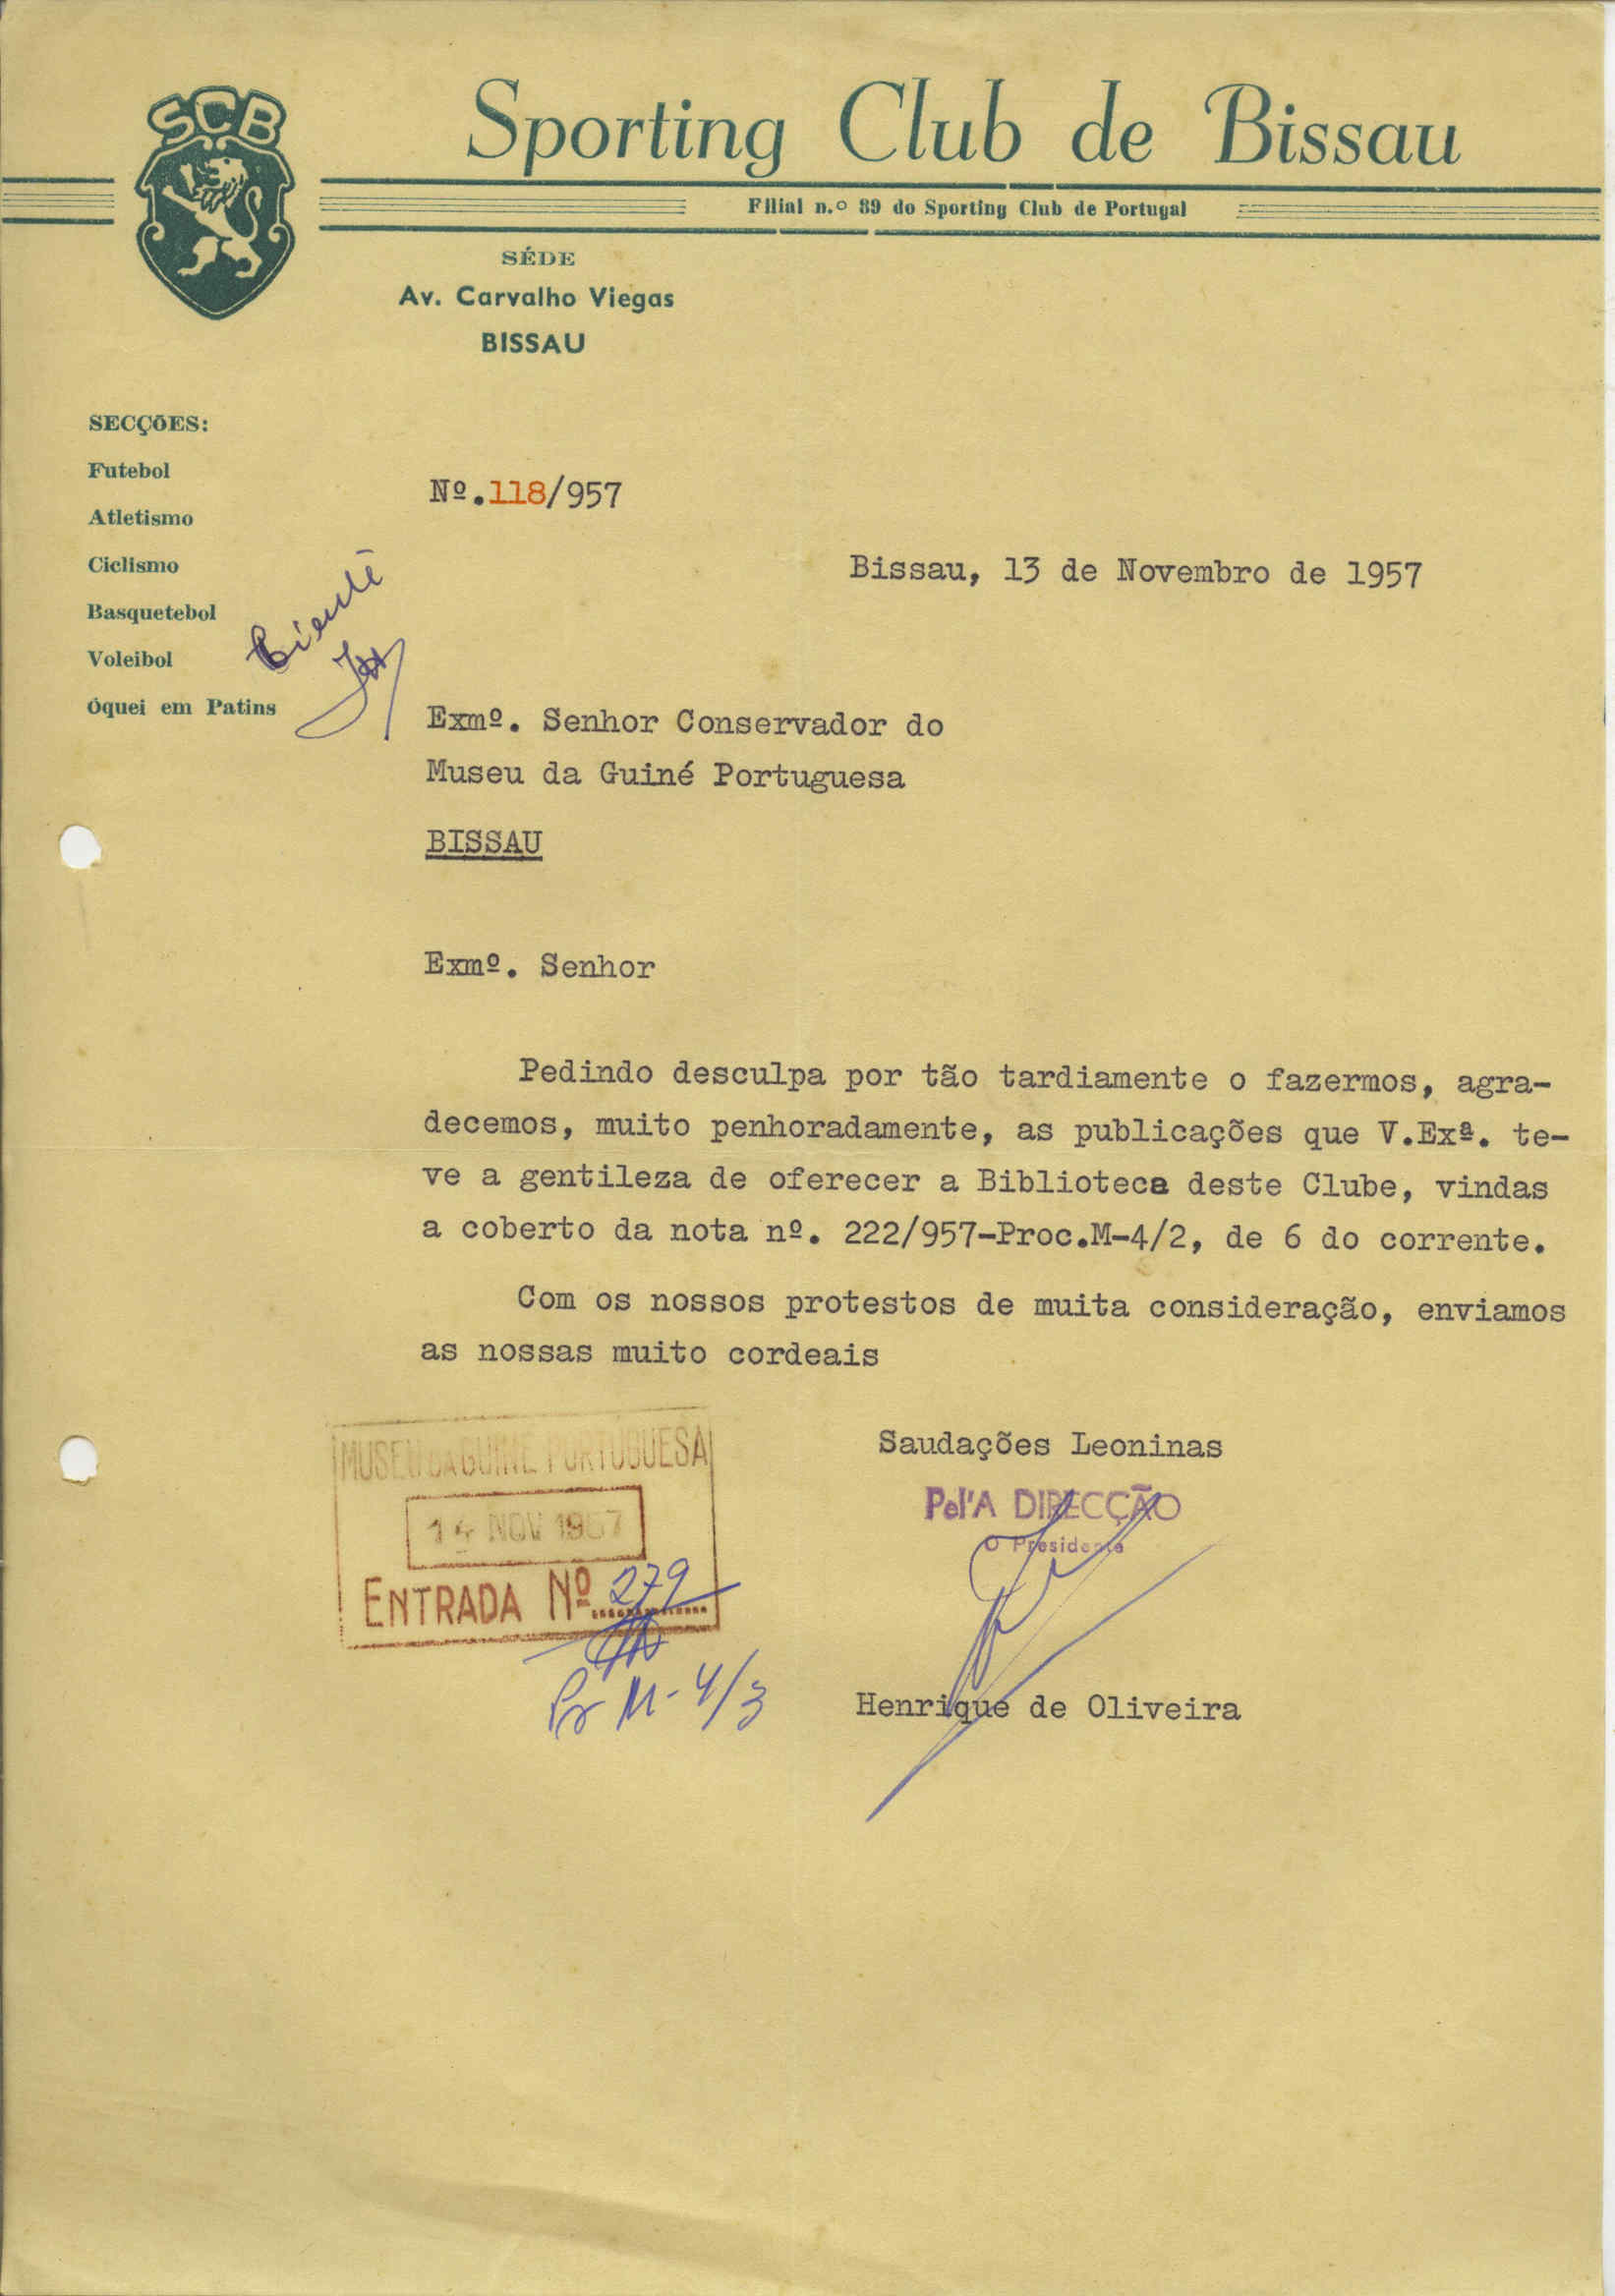 SCB
Sporting Club de Bissau
Filial n.º 89 do Sporting Club de Portugal
SÉDE
Av. Carvalho Viegas
BISSAU
SECÇÕES:
Futebol
Atletismo
Ciclismo
Basquetebol
Voleibol
óquei em Patins
Ciente
Nº.118/957
Bissau, 13 de Novembro de 1957
Exmº. Senhor Conservador do
Museu da Guiné Portuguesa
BISSAU
Exmº. Senhor
Pedindo desculpa por tão tardiamente o fazermos, agra-
decemos, muito penhoradamente, as publicações que V.Exª. te-
ve a gentileza de oferecer a Biblioteca deste Clube, vindas
a coberto da nota nº. 222/957-Proc.M-4/2, de 6 do corrente.
Com os nossos protestos de muita consideração, enviamos
as nossas muito cordeais
Saudações Leoninas
Pel'A DIRECÇÃO
O Presidente
Henrique de Oliveira
MUSEU DA GUINÉ PORTUGUESA
14 NOV 1957
ENTRADA Nº 279
Pr M-4/3